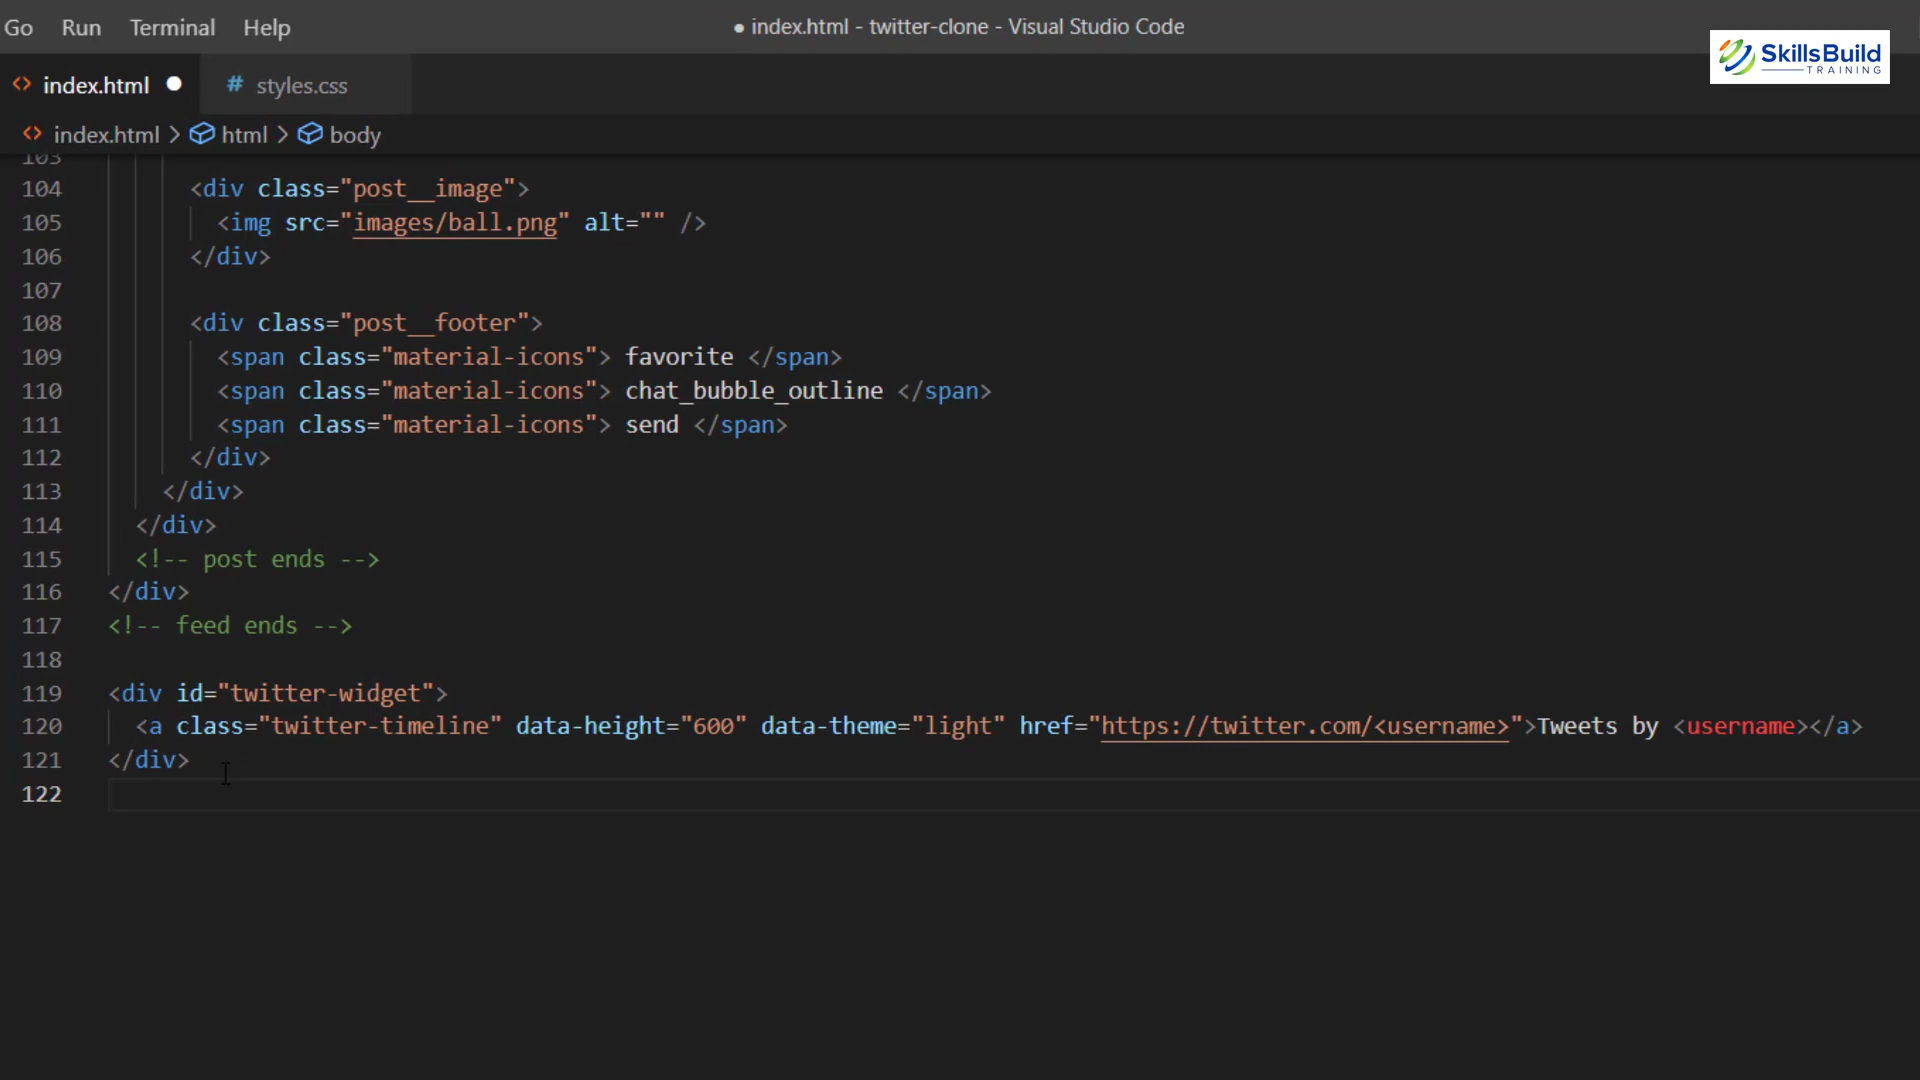 Go Run Terminal Help
● index.html - twitter-clone - Visual Studio Code
SkillsBuild
TRAINING
<> index.html ● # styles.css
<> index.html > html > body
103
104 <div class="post__image">
105 <img src="images/ball.png" alt="" />
106 </div>
107
108 <div class="post__footer">
109 <span class="material-icons"> favorite </span>
110 <span class="material-icons"> chat_bubble_outline </span>
111 <span class="material-icons"> send </span>
112 </div>
113 </div>
114 </div>
115 <!-- post ends -->
116 </div>
117 <!-- feed ends -->
118
119 <div id="twitter-widget">
120 <a class="twitter-timeline" data-height="600" data-theme="light" href="https://twitter.com/<username>">Tweets by <username></a>
121 </div>
122